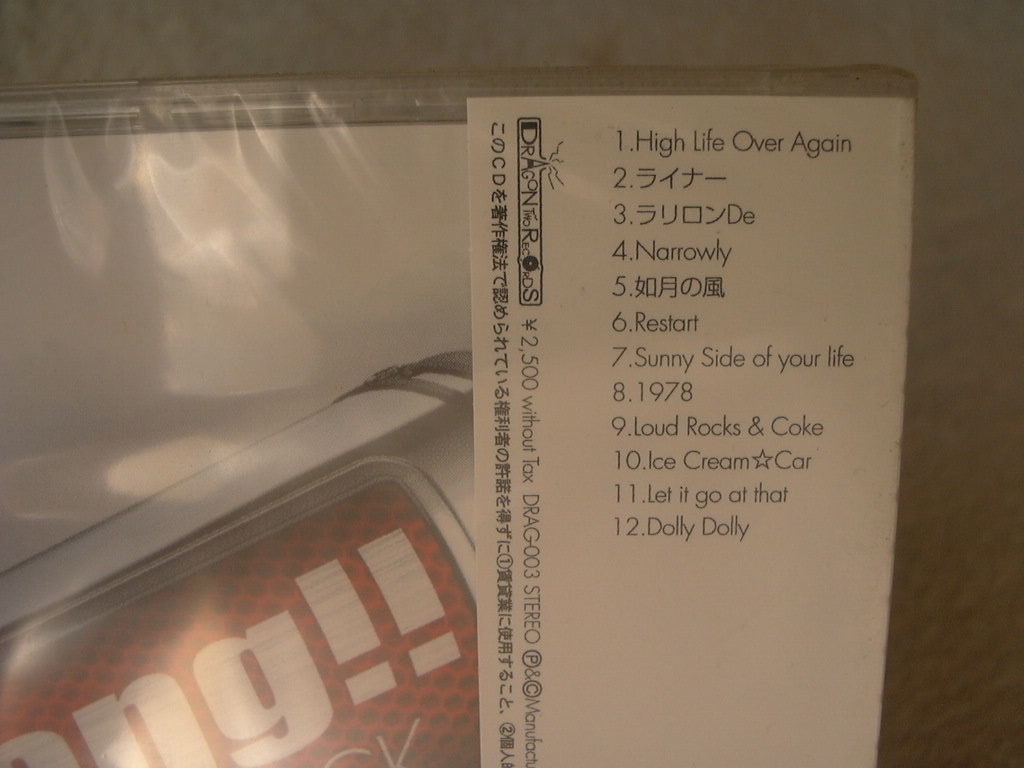 1.High Life Over Again
2.ライナー
3.ラリロンDe
4.Narrowly
5.如月の風
6.Restart
7.Sunny Side of your life
8.1978
9.Loud Rocks & Coke
10.Ice Cream☆Car
11.Let it go at that
12.Dolly Dolly
DRAGON TWO RECORDS ¥2,500 without Tax DRAG-003 STEREO Ⓟ&ⒸManufactu
このCDを著作権法で認められている権利者の許諾を得ずに①賃貸業に使用すること、②個人的
ng!!
CK